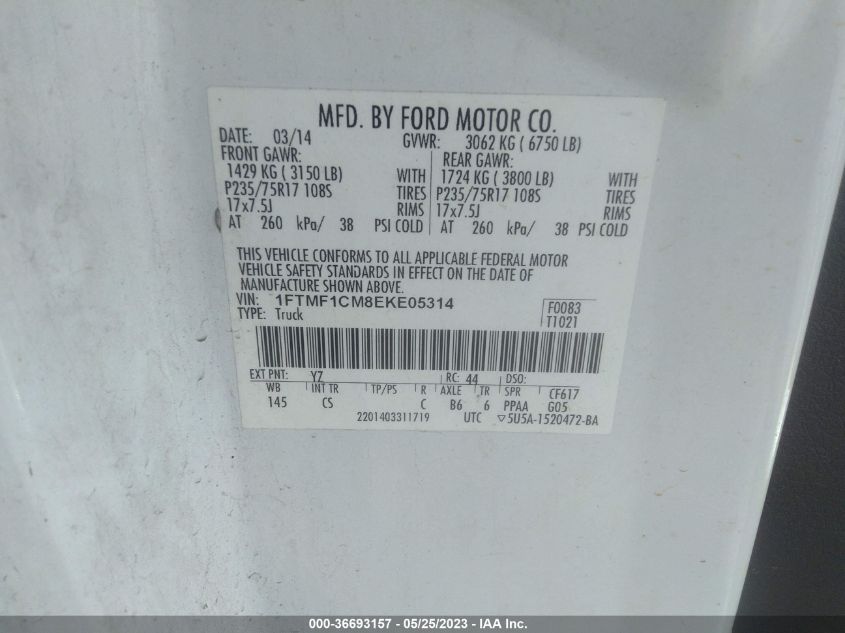 MFD. BY FORD MOTOR CO.
DATE: 03/14 GVWR: 3062 KG ( 6750 LB)
FRONT GAWR: REAR GAWR:
1429 KG ( 3150 LB) WITH 1724 KG ( 3800 LB) WITH
P235/75R17 108S TIRES P235/75R17 108S TIRES
17x7.5J RIMS 17x7.5J RIMS
AT 260 kPa/ 38 PSI COLD AT 260 kPa/ 38 PSI COLD
THIS VEHICLE CONFORMS TO ALL APPLICABLE FEDERAL MOTOR
VEHICLE SAFETY STANDARDS IN EFFECT ON THE DATE OF
MANUFACTURE SHOWN ABOVE.
VIN: 1FTMF1CM8EKE05314 F0083
TYPE: Truck T1021
EXT PNT: YZ RC: 44 DSO:
WB INT TR TP/PS R AXLE TR SPR CF617
145 CS C B6 6 PPAA G05
2201403311719 UTC ▽5U5A-1520472-BA
000-36693157 - 05/25/2023 - IAA Inc.